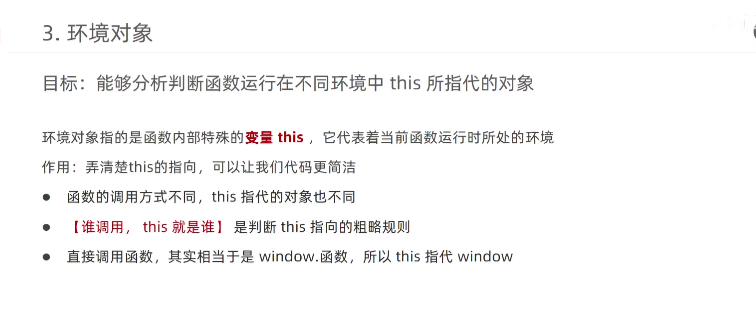 3. 环境对象
目标：能够分析判断函数运行在不同环境中 this 所指代的对象
环境对象指的是函数内部特殊的变量 this ，它代表着当前函数运行时所处的环境
作用：弄清楚this的指向，可以让我们代码更简洁
● 函数的调用方式不同，this 指代的对象也不同
● 【谁调用， this 就是谁】 是判断 this 指向的粗略规则
● 直接调用函数，其实相当于是 window.函数，所以 this 指代 window